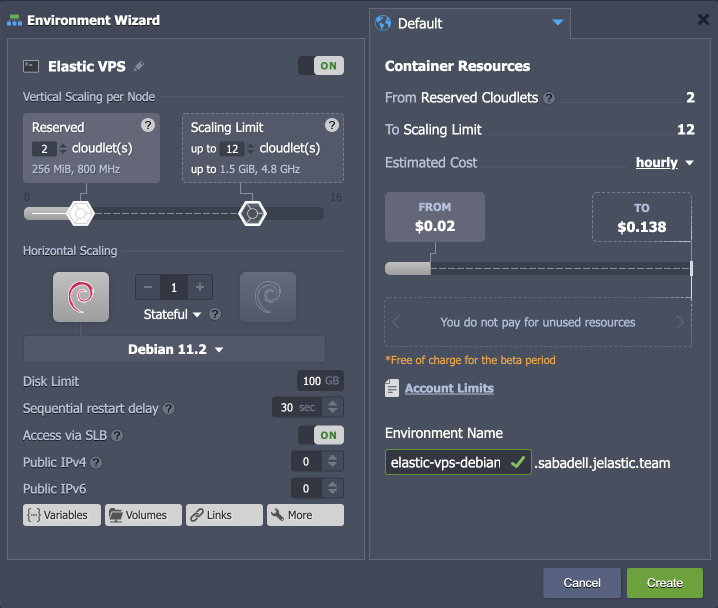 Environment Wizard
Elastic VPS
ON
Vertical Scaling per Node
Reserved ?
2 cloudlet(s)
256 MiB, 800 MHz
Scaling Limit ?
up to 12 cloudlet(s)
up to 1.5 GiB, 4.8 GHz
0 16
Horizontal Scaling
− 1 +
Stateful ?
Debian 11.2
Disk Limit 100 GB
Sequential restart delay ? 30 sec
Access via SLB ? ON
Public IPv4 ? 0
Public IPv6 0
{···} Variables Volumes Links More
Default
Container Resources
From Reserved Cloudlets ? 2
To Scaling Limit 12
Estimated Cost hourly
FROM
$0.02
TO
$0.138
You do not pay for unused resources
*Free of charge for the beta period
Account Limits
Environment Name
elastic-vps-debian .sabadell.jelastic.team
Cancel Create